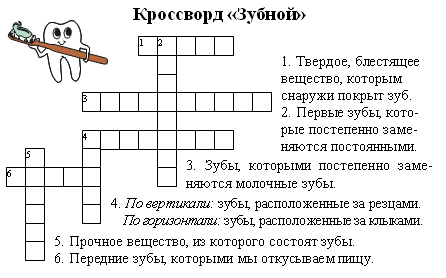 Кроссворд «Зубной»
1 2
1. Твердое, блестящее
вещество, которым
снаружи покрыт зуб.
3
2. Первые зубы, кото-
рые постепенно заме-
няются постоянными.
4
5
3. Зубы, которыми постепенно заме-
няются молочные зубы.
6
4. По вертикали: зубы, расположенные за резцами.
По горизонтали: зубы, расположенные за клыками.
5. Прочное вещество, из которого состоят зубы.
6. Передние зубы, которыми мы откусываем пищу.